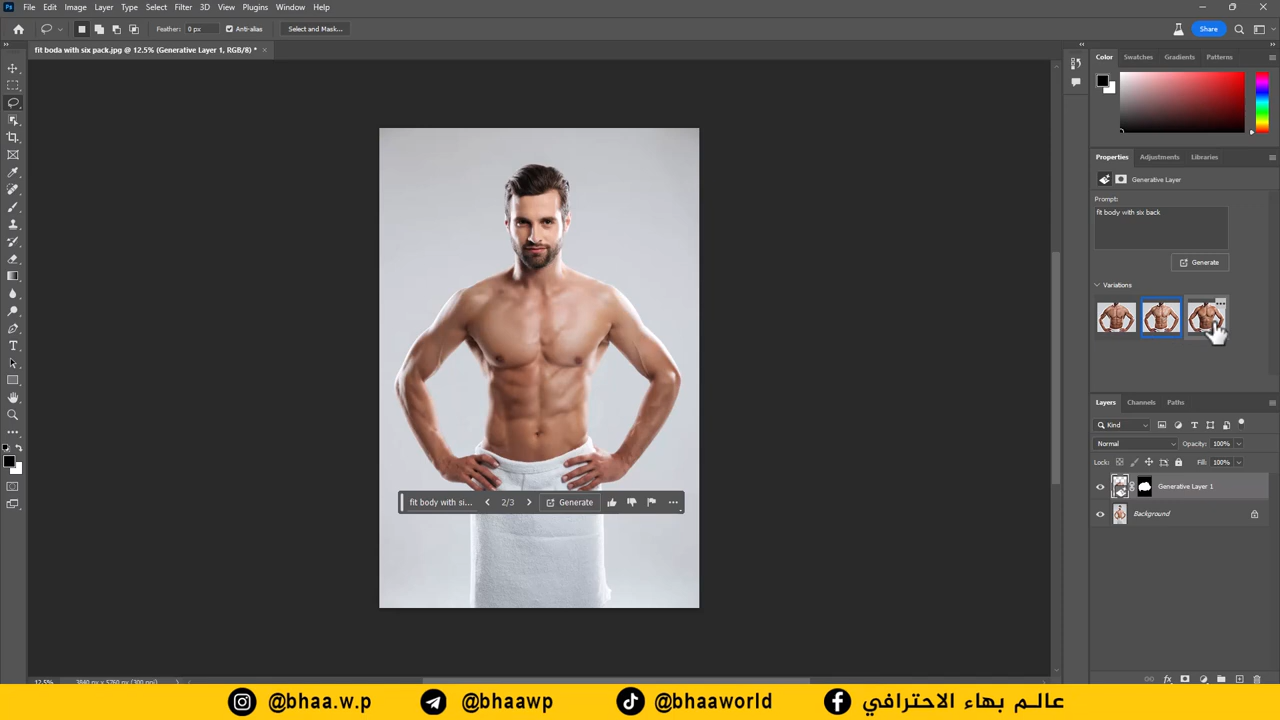 Ps File Edit Image Layer Type Select Filter 3D View Plugins Window Help
Feather: 0 px Anti-alias Select and Mask... Share
fit boda with six pack.jpg @ 12.5% (Generative Layer 1, RGB/8) * ×
Color Swatches Gradients Patterns
Properties Adjustments Libraries
Generative Layer
Prompt:
fit body with six back
Generate
Variations
fit body with si... 2/3 Generate
Layers Channels Paths
Kind
Normal Opacity: 100%
Lock: Fill: 100%
Generative Layer 1
Background
12.5% 3840 px x 5760 px (315.724 ppi)
@bhaa.w.p @bhaawp @bhaaworld عالم بهاء الاحترافي